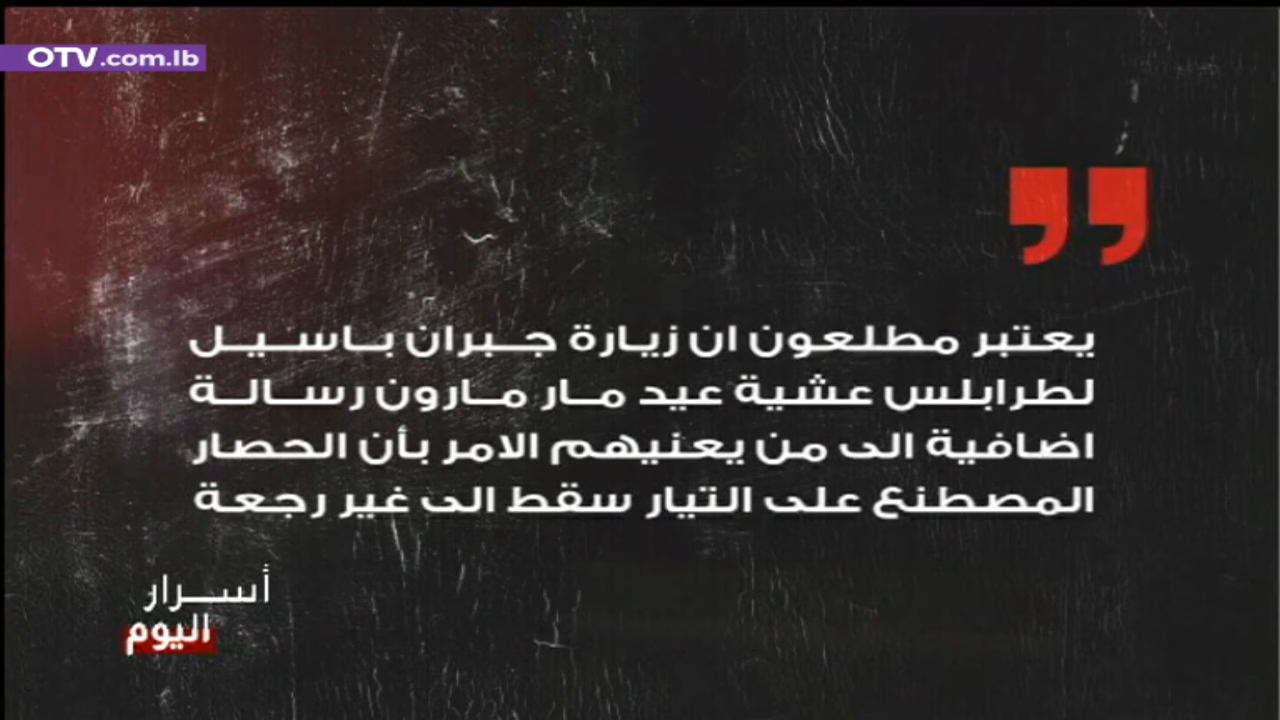 OTV.com.lb
يعتبر مطلعون ان زيارة جبران باسيل
لطرابلس عشية عيد مار مارون رسالة
اضافية الى من يعنيهم الامر بأن الحصار
المصطنع على التيار سقط الى غير رجعة
أسرار
اليوم